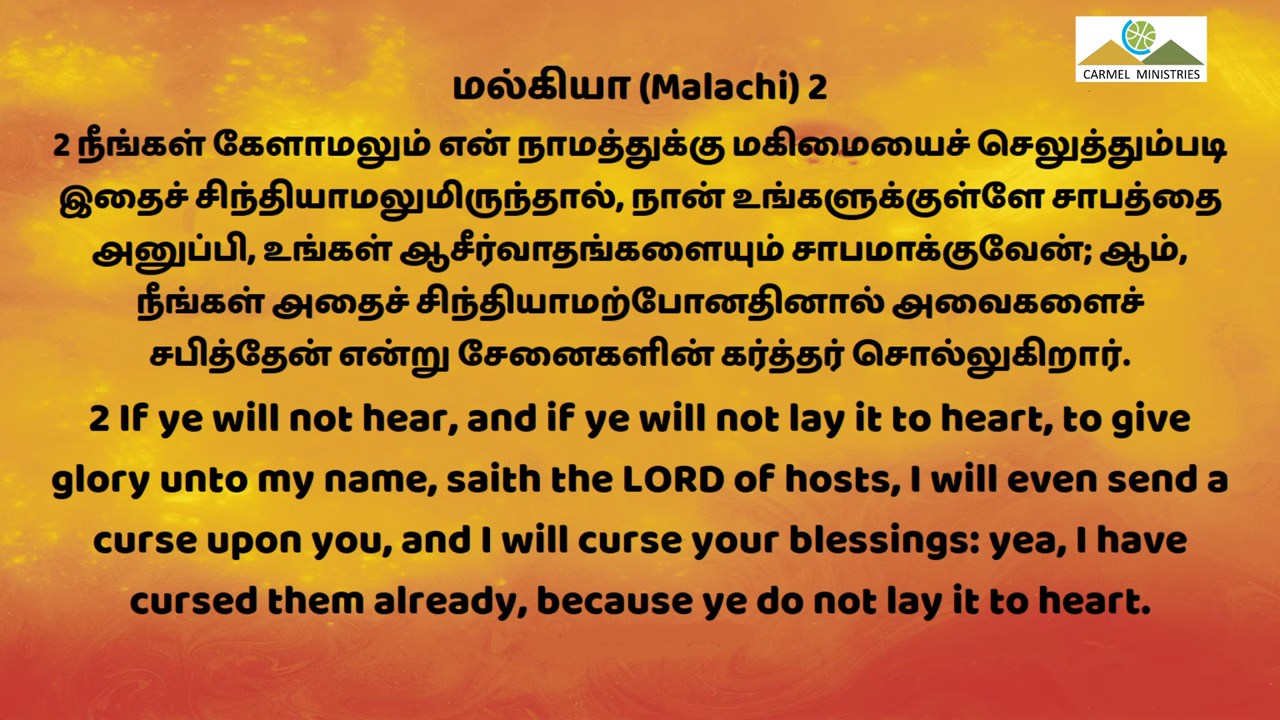 CARMEL MINISTRIES
மல்கியா (Malachi) 2
2 நீங்கள் கேளாமலும் என் நாமத்துக்கு மகிமையைச் செலுத்தும்படி
இதைச் சிந்தியாமலுமிருந்தால், நான் உங்களுக்குள்ளே சாபத்தை
அனுப்பி, உங்கள் ஆசீர்வாதங்களையும் சாபமாக்குவேன்; ஆம்,
நீங்கள் அதைச் சிந்தியாமற்போனதினால் அவைகளைச்
சபித்தேன் என்று சேனைகளின் கர்த்தர் சொல்லுகிறார்.
2 If ye will not hear, and if ye will not lay it to heart, to give
glory unto my name, saith the LORD of hosts, I will even send a
curse upon you, and I will curse your blessings: yea, I have
cursed them already, because ye do not lay it to heart.